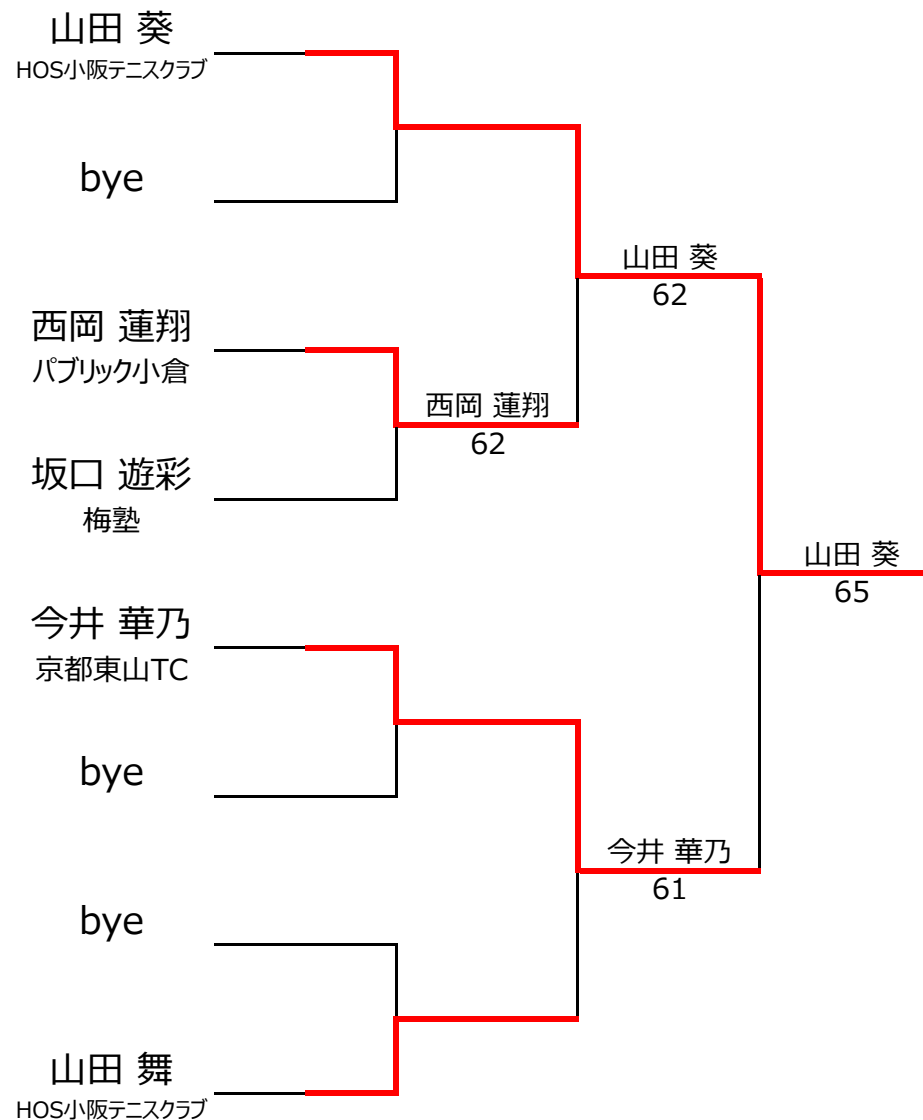 山田 葵
HOS小阪テニスクラブ
bye
西岡 蓮翔
パブリック小倉
坂口 遊彩
梅塾
今井 華乃
京都東山TC
bye
bye
山田 舞
HOS小阪テニスクラブ
西岡 蓮翔
62
山田 葵
62
今井 華乃
61
山田 葵
65